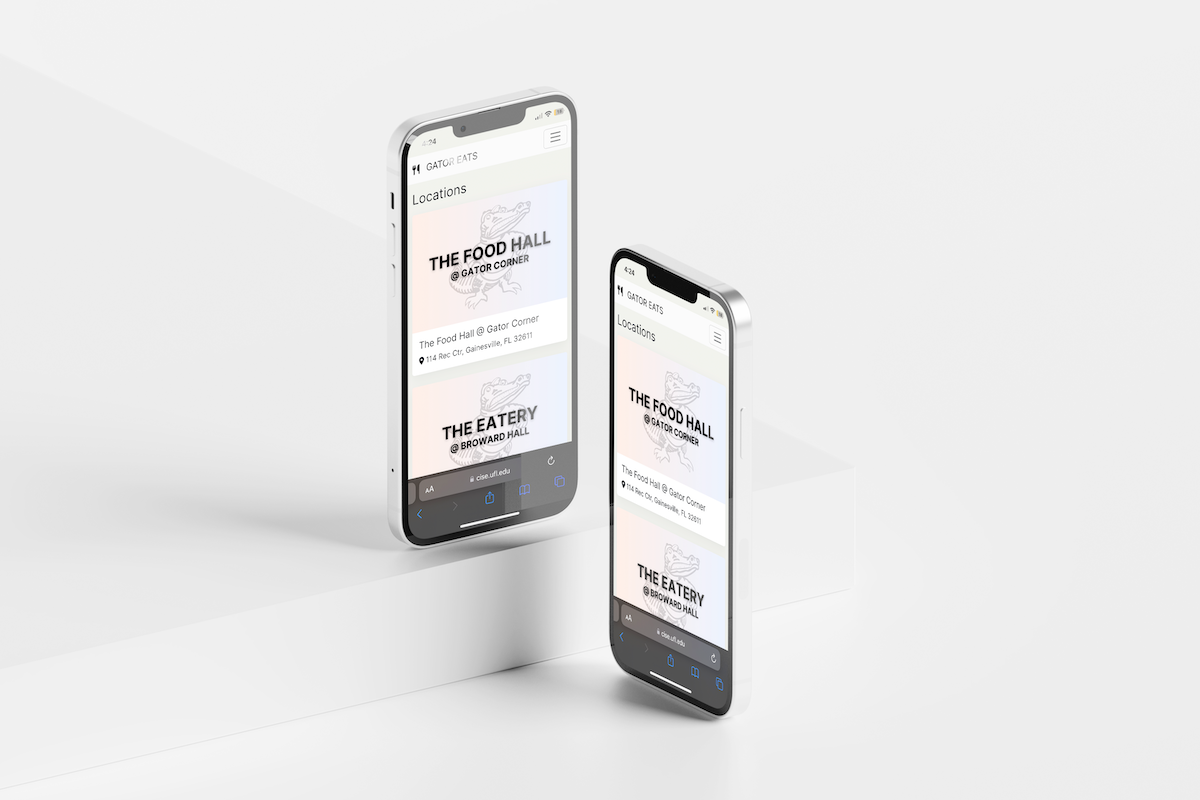 4:24
GATOR EATS
Locations
THE FOOD HALL
@ GATOR CORNER
The Food Hall @ Gator Corner
114 Rec Ctr, Gainesville, FL 32611
THE EATERY
@ BROWARD HALL
AA
cise.ufl.edu
4:24
GATOR EATS
Locations
THE FOOD HALL
@ GATOR CORNER
The Food Hall @ Gator Corner
114 Rec Ctr, Gainesville, FL 32611
THE EATERY
@ BROWARD HALL
AA
cise.ufl.edu